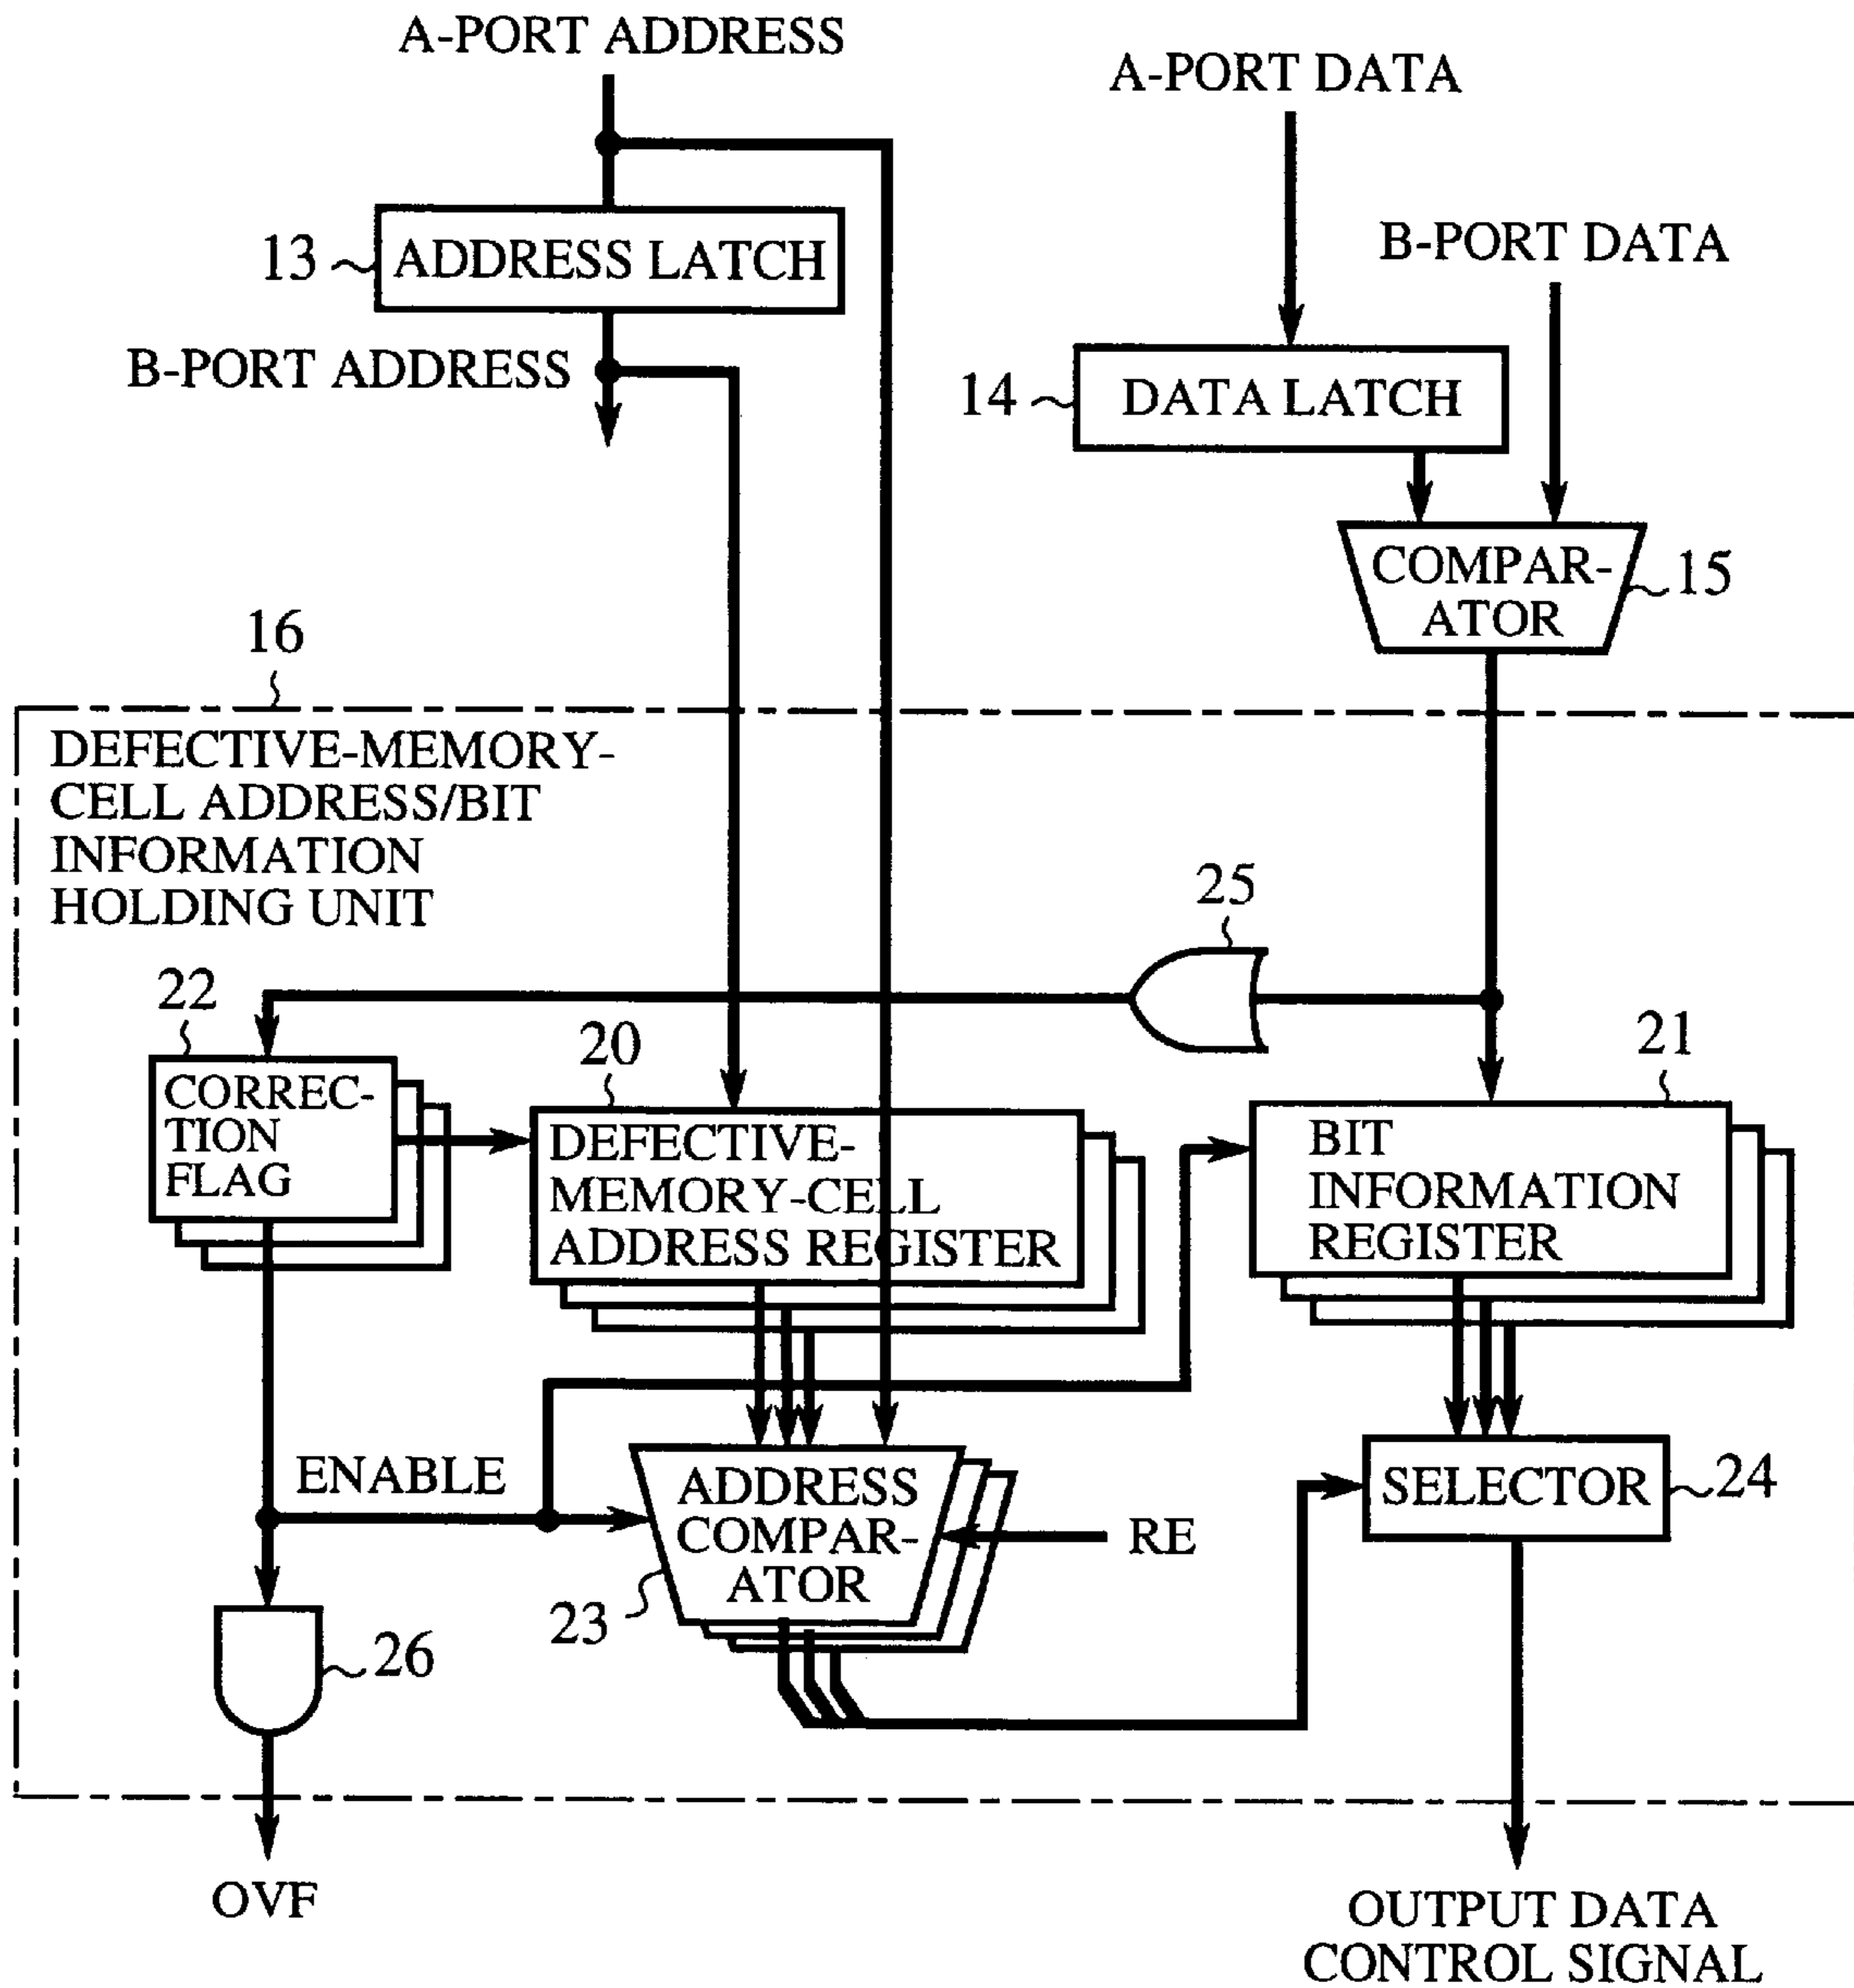 A-PORT ADDRESS
A-PORT DATA
13
ADDRESS LATCH
B-PORT DATA
B-PORT ADDRESS
14
DATA LATCH
COMPAR-
ATOR
15
16
DEFECTIVE-MEMORY-
CELL ADDRESS/BIT
INFORMATION
HOLDING UNIT
25
22
20
21
CORREC-
TION
FLAG
DEFECTIVE-
MEMORY-CELL
ADDRESS REGISTER
BIT
INFORMATION
REGISTER
ENABLE
ADDRESS
COMPAR-
ATOR
RE
SELECTOR
24
23
26
OVF
OUTPUT DATA
CONTROL SIGNAL